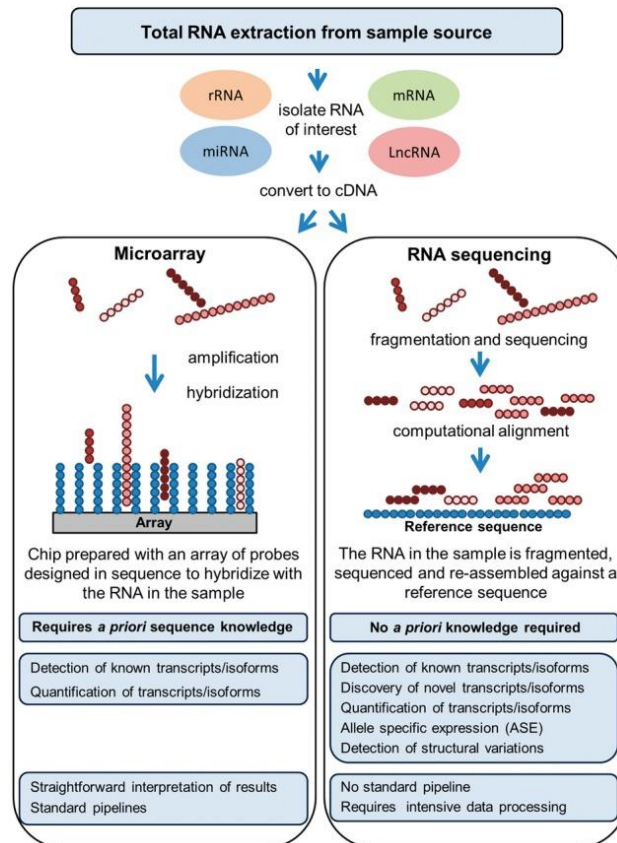 Total RNA extraction from sample source
rRNA
mRNA
isolate RNA
of interest
miRNA
LncRNA
convert to cDNA
Microarray
amplification
hybridization
Array
Chip prepared with an array of probes
designed in sequence to hybridize with
the RNA in the sample
Requires a priori sequence knowledge
Detection of known transcripts/isoforms
Quantification of transcripts/isoforms
Straightforward interpretation of results
Standard pipelines
RNA sequencing
fragmentation and sequencing
computational alignment
Reference sequence
The RNA in the sample is fragmented,
sequenced and re-assembled against a
reference sequence
No a priori knowledge required
Detection of known transcripts/isoforms
Discovery of novel transcripts/isoforms
Quantification of transcripts/isoforms
Allele specific expression (ASE)
Detection of structural variations
No standard pipeline
Requires intensive data processing